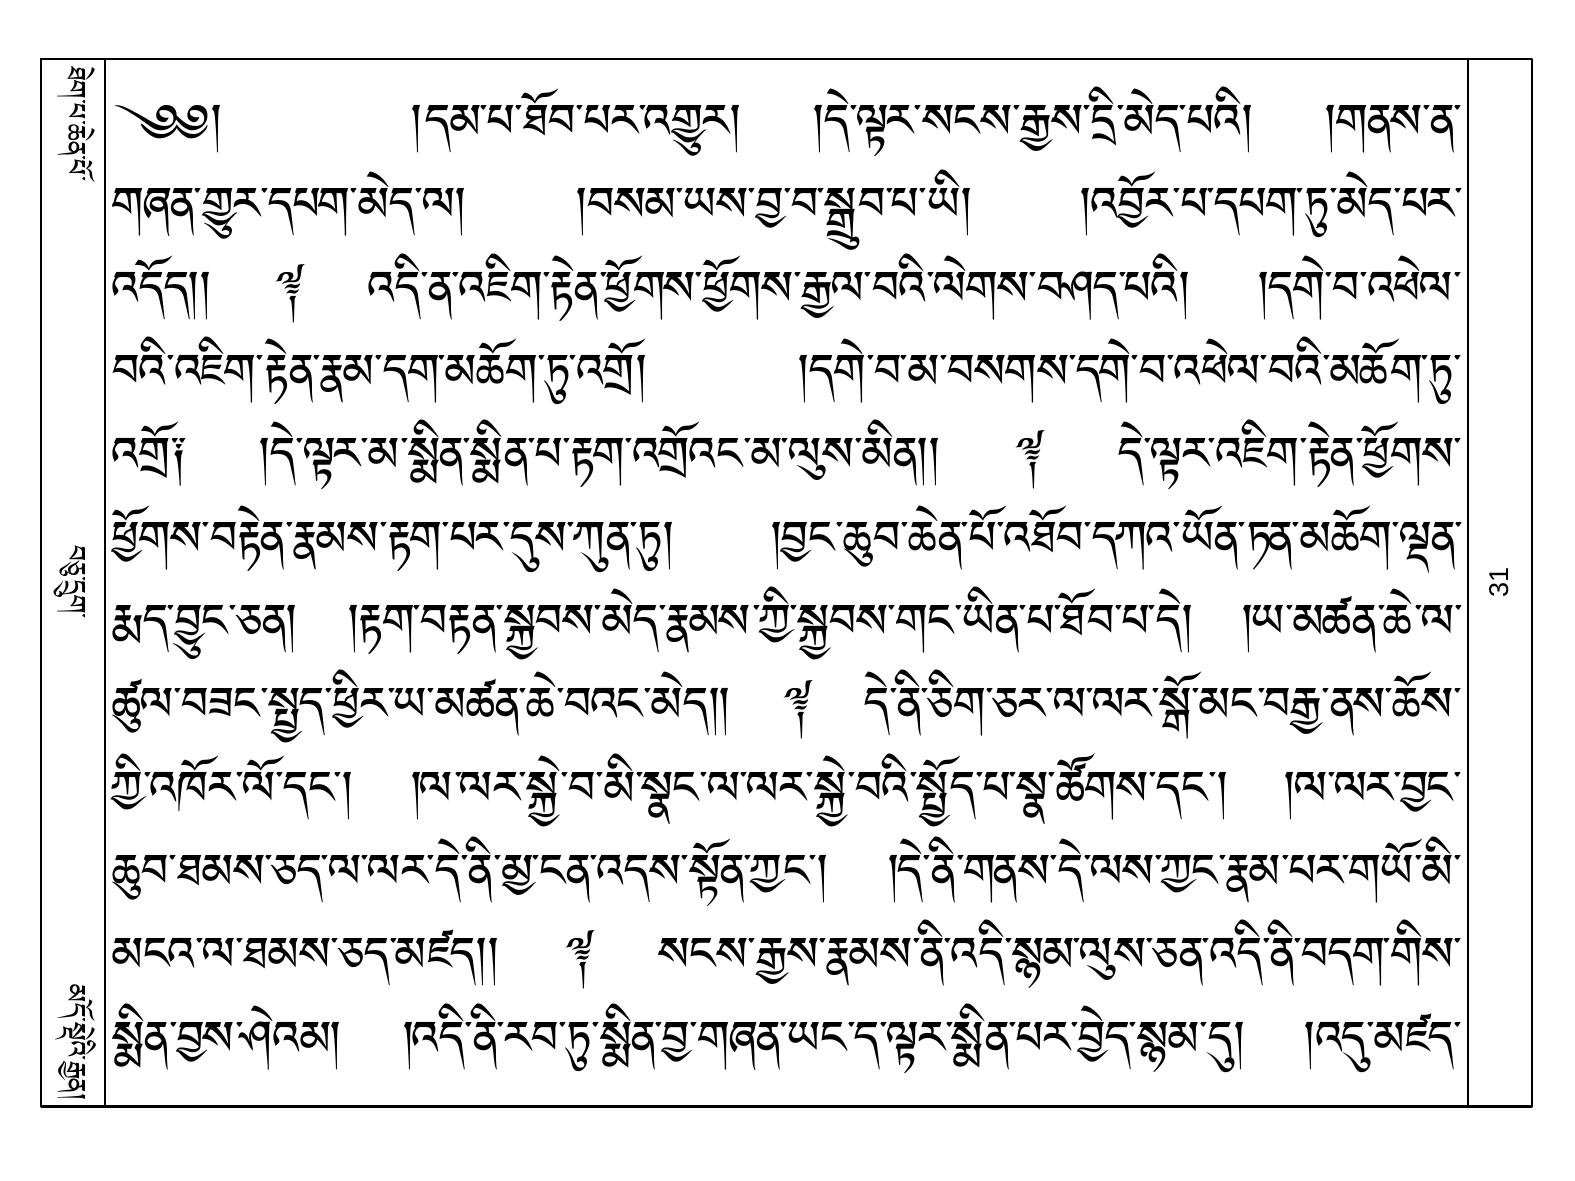 ཐེག་པ་ཆེན་པོ་
བཅུ་དྲུག་
མདོ་སྡེའི་རྒྱན།
༄༅། །དམ་པ་ཐོབ་པར་འགྱུར། །དེ་ལྟར་སངས་རྒྱས་དྲི་མེད་པའི། །གནས་ན་
གཞན་གྱུར་དཔག་མེད་ལ། །བསམ་ཡས་བྱ་བ་སྒྲུབ་པ་ཡི། །འབྱོར་པ་དཔག་ཏུ་མེད་པར་
འདོད།། ༈ འདི་ན་འཇིག་རྟེན་ཕྱོགས་ཕྱོགས་རྒྱལ་བའི་ལེགས་བཤད་པའི། །དགེ་བ་འཕེལ་
བའི་འཇིག་རྟེན་རྣམ་དག་མཆོག་ཏུ་འགྲོ། །དགེ་བ་མ་བསགས་དགེ་བ་འཕེལ་བའི་མཆོག་ཏུ་
འགྲོ༑ །དེ་ལྟར་མ་སྨིན་སྨིན་པ་རྟག་འགྲོའང་མ་ལུས་མིན།། ༈ དེ་ལྟར་འཇིག་རྟེན་ཕྱོགས་
ཕྱོགས་བརྟེན་རྣམས་རྟག་པར་དུས་ཀུན་ཏུ། །བྱང་ཆུབ་ཆེན་པོ་འཐོབ་དཀའ་ཡོན་ཏན་མཆོག་ལྡན་
རྨད་བྱུང་ཅན། །རྟག་བརྟན་སྐྱབས་མེད་རྣམས་ཀྱི་སྐྱབས་གང་ཡིན་པ་ཐོབ་པ་དེ། །ཡ་མཚན་ཆེ་ལ་
ཚུལ་བཟང་སྤྱད་ཕྱིར་ཡ་མཚན་ཆེ་བའང་མེད།། ༈ དེ་ནི་ཅིག་ཅར་ལ་ལར་སྒོ་མང་བརྒྱ་ནས་ཆོས་
ཀྱི་འཁོར་ལོ་དང་། །ལ་ལར་སྐྱེ་བ་མི་སྣང་ལ་ལར་སྐྱེ་བའི་སྤྱོད་པ་སྣ་ཚོགས་དང་། །ལ་ལར་བྱང་
ཆུབ་ཐམས་ཅད་ལ་ལར་དེ་ནི་མྱ་ངན་འདས་སྟོན་ཀྱང་། །དེ་ནི་གནས་དེ་ལས་ཀྱང་རྣམ་པར་གཡོ་མི་
མངའ་ལ་ཐམས་ཅད་མཛད།། ༈ སངས་རྒྱས་རྣམས་ནི་འདི་སྙམ་ལུས་ཅན་འདི་ནི་བདག་གིས་
སྨིན་བྱས་ཤེའམ། །འདི་ནི་རབ་ཏུ་སྨིན་བྱ་གཞན་ཡང་ད་ལྟར་སྨིན་པར་བྱེད་སྙམ་དུ། །འདུ་མཛད་
31